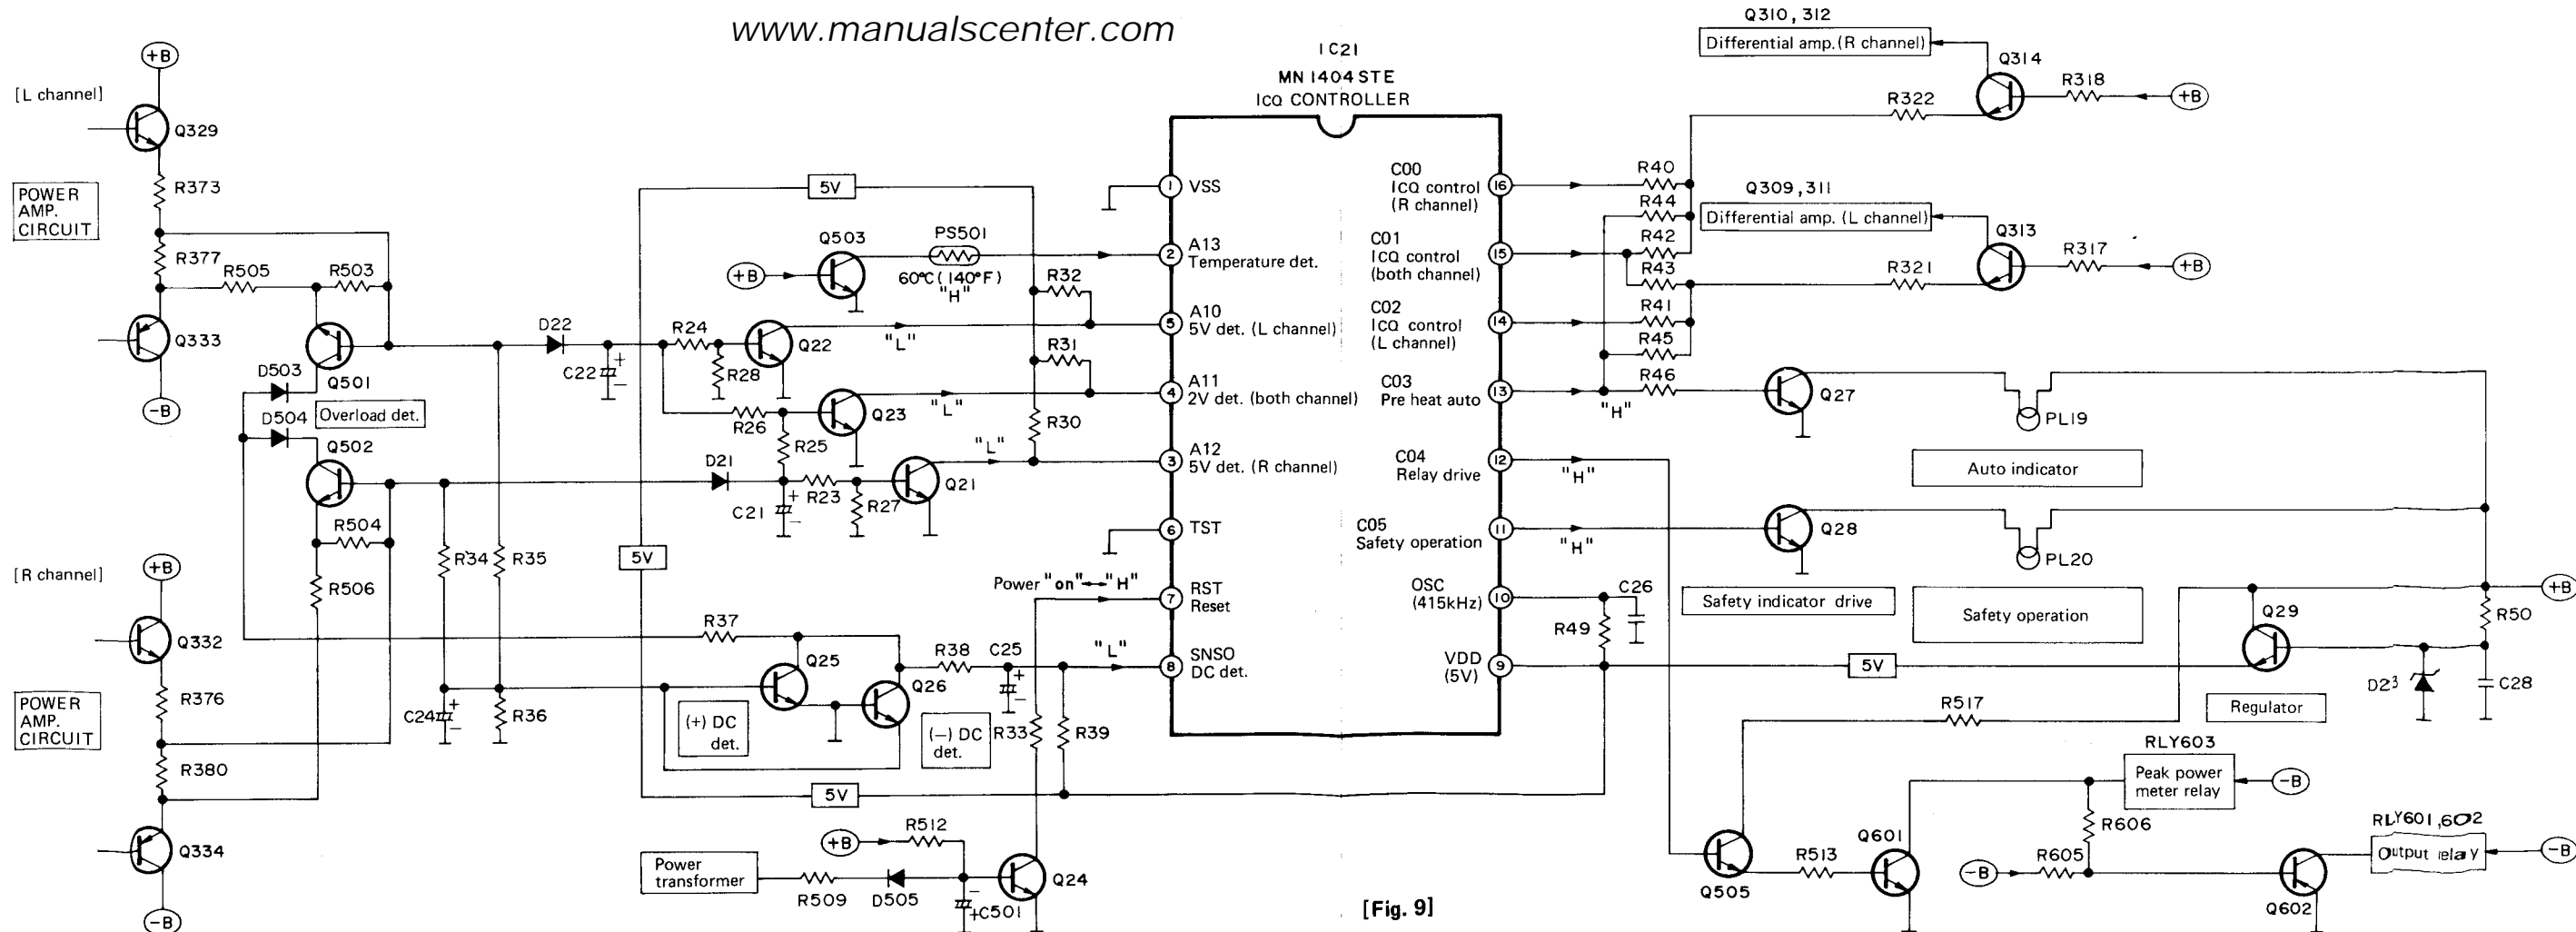 www.manualscenter.com
IC21
MN 1404 STE
ICQ CONTROLLER
[L channel]
+B
Q329
R373
POWER
AMP.
CIRCUIT
R377
R505
R503
Q333
-B
Q501
D503
D504
Overload det.
Q502
R504
R506
[R channel]
+B
Q332
R376
POWER
AMP.
CIRCUIT
R380
Q334
-B
R34
R35
C24
+
-
R36
D22
C22
+
-
R24
R28
Q22
R26
R25
Q23
D21
C21
+
-
R23
R27
Q21
5V
5V
5V
+B
Q503
PS501
60°C (140°F)
"H"
R32
"L"
R31
"L"
R30
"L"
R37
Q25
Q26
(+) DC
det.
(-) DC
det.
R38
C25
+
-
"L"
Power "on" ↔ "H"
R33
R39
+B
R512
Power
transformer
R509
D505
-
+
C501
Q24
1 VSS
2 A13
Temperature det.
5 A10
5V det. (L channel)
4 A11
2V det. (both channel)
3 A12
5V det. (R channel)
6 TST
7 RST
Reset
8 SNSO
DC det.
C00
ICQ control
(R channel)
16
C01
ICQ control
(both channel)
15
C02
ICQ control
(L channel)
14
C03
Pre heat auto
13
C04
Relay drive
12
C05
Safety operation
11
OSC
(415kHz)
10
VDD
(5V)
9
Q310, 312
Differential amp. (R channel)
Q314
R318
+B
R322
R40
R44
R42
R43
R41
R45
R46
Q309, 311
Differential amp. (L channel)
Q313
R317
+B
R321
"H"
Q27
PL19
Auto indicator
"H"
"H"
Q28
PL20
Safety indicator drive
Safety operation
C26
R49
5V
Q29
+B
R50
D23
C28
Regulator
R517
RLY603
Peak power
meter relay
-B
R606
Q505
R513
Q601
-B
R605
Q602
RLY601, 602
Output relay
-B
[Fig. 9]